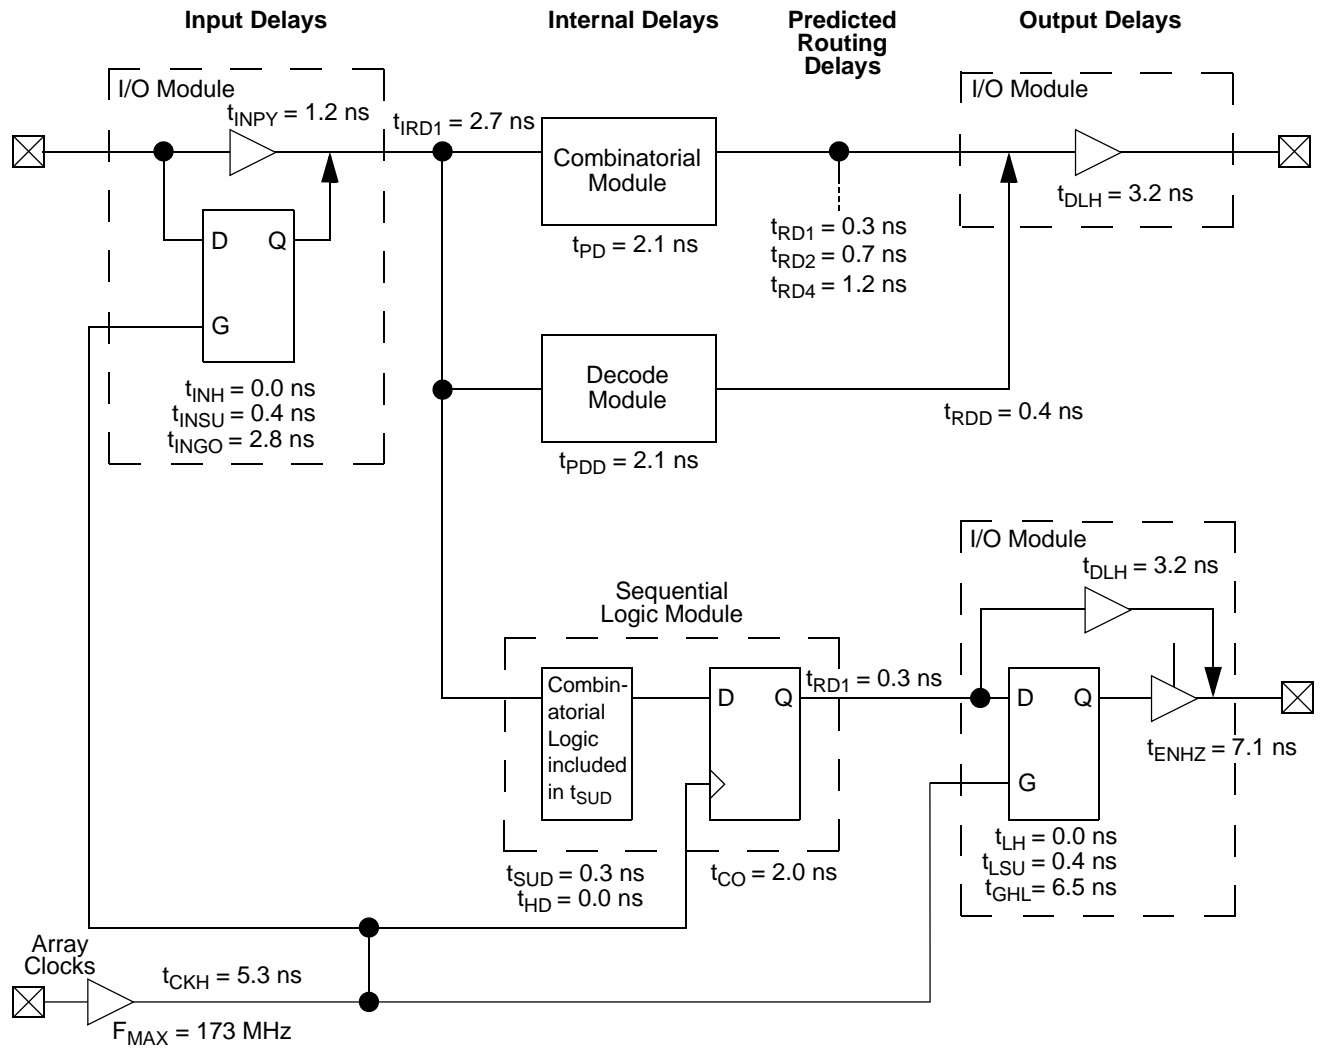 Input Delays
Internal Delays
Predicted
Routing
Delays
Output Delays
I/O Module
tINPY = 1.2 ns
tIRD1 = 2.7 ns
Combinatorial
Module
tPD = 2.1 ns
tRD1 = 0.3 ns
tRD2 = 0.7 ns
tRD4 = 1.2 ns
I/O Module
tDLH = 3.2 ns
D Q
G
tINH = 0.0 ns
tINSU = 0.4 ns
tINGO = 2.8 ns
Decode
Module
tPDD = 2.1 ns
tRDD = 0.4 ns
Sequential
Logic Module
Combin-
atorial
Logic
included
in tSUD
D Q
tRD1 = 0.3 ns
tSUD = 0.3 ns
tHD = 0.0 ns
tCO = 2.0 ns
I/O Module
tDLH = 3.2 ns
D Q
G
tENHZ = 7.1 ns
tLH = 0.0 ns
tLSU = 0.4 ns
tGHL = 6.5 ns
Array
Clocks
tCKH = 5.3 ns
FMAX = 173 MHz